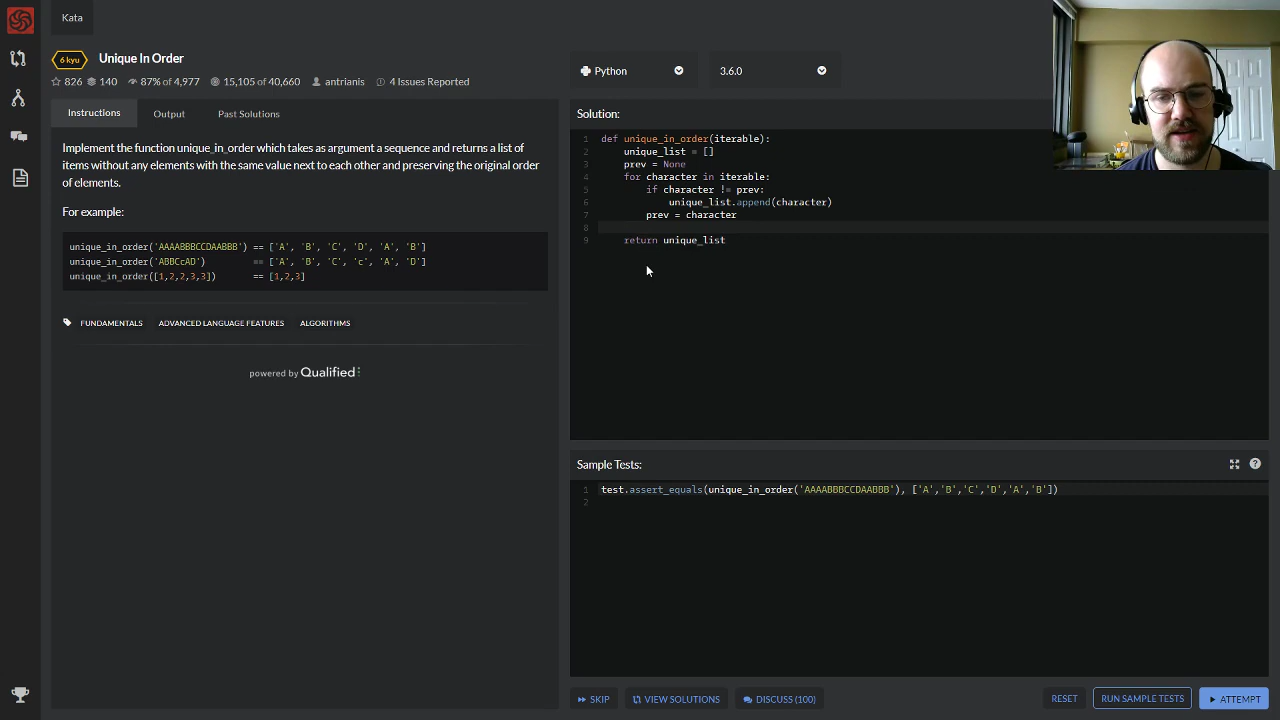 Kata
6 kyu
Unique In Order
826 140 87% of 4,977 15,105 of 40,660 antrianis 4 Issues Reported
Instructions Output Past Solutions
Implement the function unique_in_order which takes as argument a sequence and returns a list of
items without any elements with the same value next to each other and preserving the original order
of elements.
For example:
unique_in_order('AAAABBBCCDAABBB') == ['A', 'B', 'C', 'D', 'A', 'B']
unique_in_order('ABBCcAD') == ['A', 'B', 'C', 'c', 'A', 'D']
unique_in_order([1,2,2,3,3]) == [1,2,3]
FUNDAMENTALS ADVANCED LANGUAGE FEATURES ALGORITHMS
powered by Qualified
Python 3.6.0
Solution:
1 def unique_in_order(iterable):
2 unique_list = []
3 prev = None
4 for character in iterable:
5 if character != prev:
6 unique_list.append(character)
7 prev = character
8
9 return unique_list
Sample Tests:
?
1 test.assert_equals(unique_in_order('AAAABBBCCDAABBB'), ['A','B','C','D','A','B'])
2
SKIP VIEW SOLUTIONS DISCUSS (100) RESET RUN SAMPLE TESTS ATTEMPT